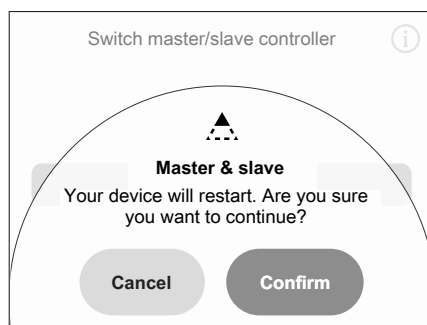 Switch master/slave controller
Master & slave
Your device will restart. Are you sure
you want to continue?
Cancel
Confirm